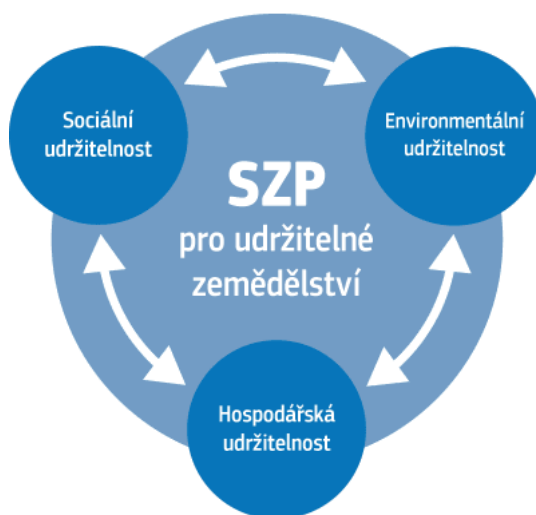 Sociální
udržitelnost
Environmentální
udržitelnost
SZP
pro udržitelné
zemědělství
Hospodářská
udržitelnost